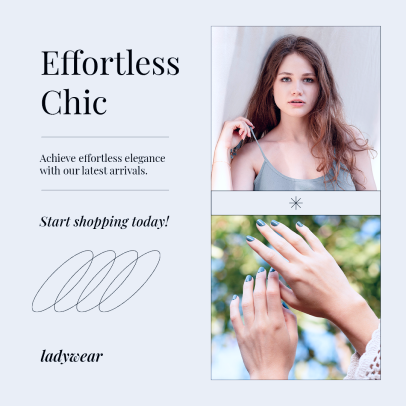 Effortless
Chic
Achieve effortless elegance
with our latest arrivals.
Start shopping today!
ladywear